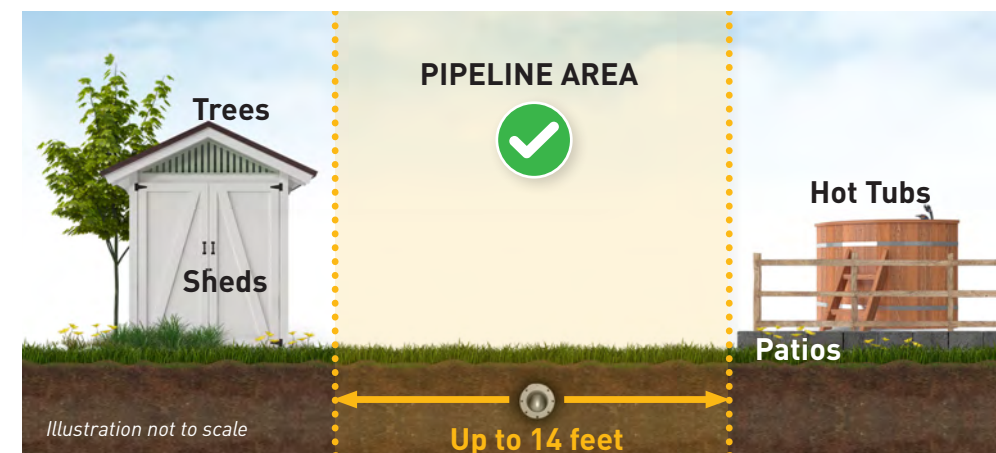 PIPELINE AREA
Trees
Sheds
Hot Tubs
Patios
Up to 14 feet
Illustration not to scale